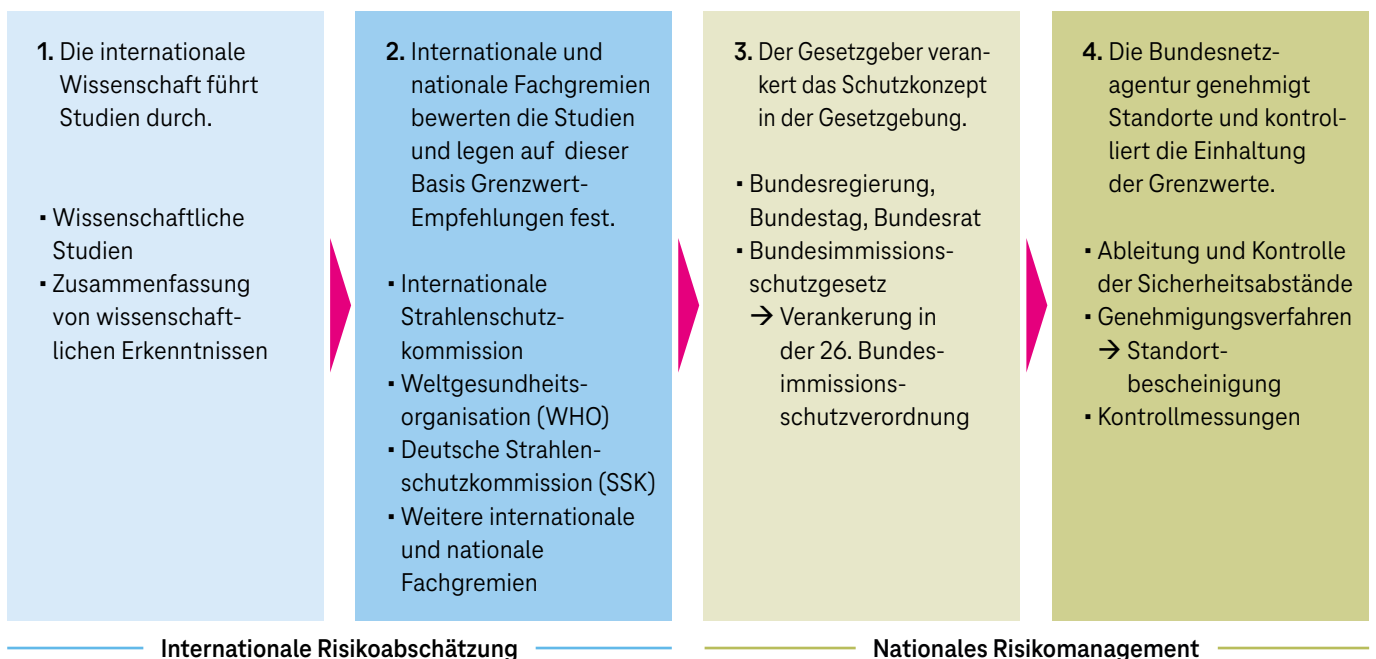 1. Die internationale
Wissenschaft führt
Studien durch.
▪ Wissenschaftliche
Studien
▪ Zusammenfassung
von wissenschaft-
lichen Erkenntnissen
2. Internationale und
nationale Fachgremien
bewerten die Studien
und legen auf dieser
Basis Grenzwert-
Empfehlungen fest.
▪ Internationale
Strahlenschutz-
kommission
▪ Weltgesundheits-
organisation (WHO)
▪ Deutsche Strahlen-
schutzkommission (SSK)
▪ Weitere internationale
und nationale
Fachgremien
3. Der Gesetzgeber veran-
kert das Schutzkonzept
in der Gesetzgebung.
▪ Bundesregierung,
Bundestag, Bundesrat
▪ Bundesimmissions-
schutzgesetz
→ Verankerung in
der 26. Bundes-
immissions-
schutzverordnung
4. Die Bundesnetz-
agentur genehmigt
Standorte und kontrol-
liert die Einhaltung
der Grenzwerte.
▪ Ableitung und Kontrolle
der Sicherheitsabstände
▪ Genehmigungsverfahren
→ Standort-
bescheinigung
▪ Kontrollmessungen
Internationale Risikoabschätzung
Nationales Risikomanagement